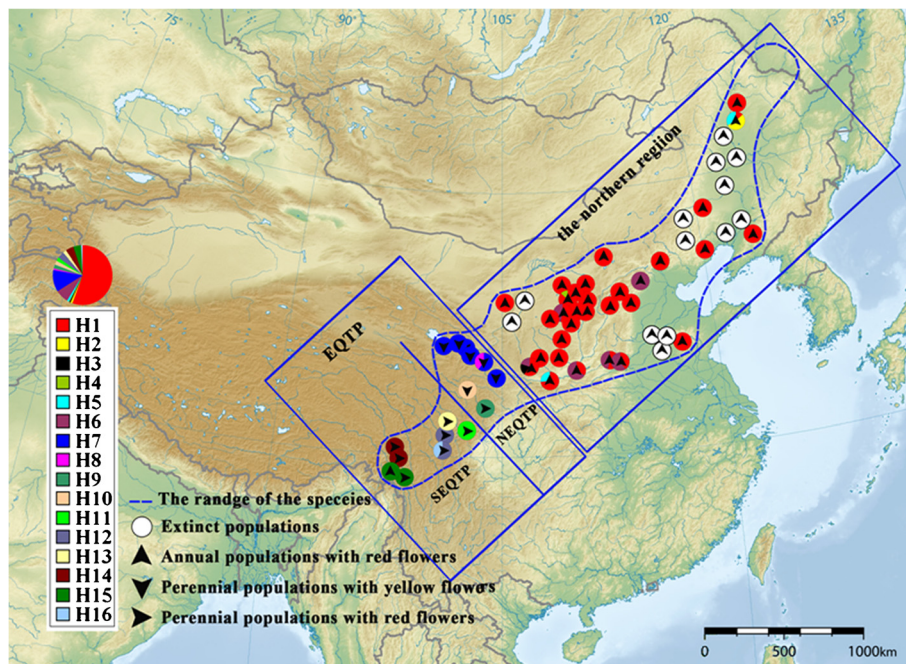 75°
90°
105
120
135°
the northern regiion
EQTP
NEQTP
SEQTP
H1
H2
H3
H4
H5
H6
H7
H8
H9
H10
H11
H12
H13
H14
H15
H16
The randge of the speceies
Extinct populations
Annual populations with red flowers
Perennial populations with yellow flowers
Perennial populations with red flowers
0 500 1000km